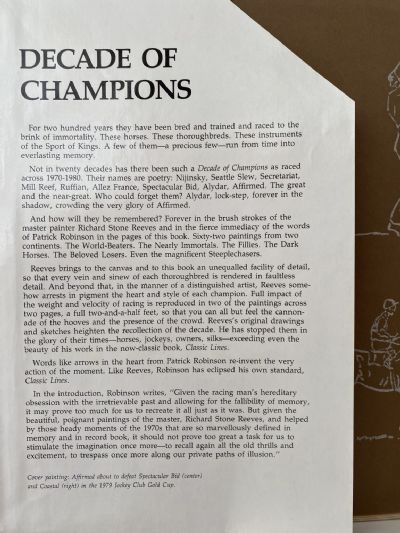 DECADE OF
CHAMPIONS
For two hundred years they have been bred and trained and raced to the
brink of immortality. These horses. These thoroughbreds. These instruments
of the Sport of Kings. A few of them—a precious few—run from time into
everlasting memory.
Not in twenty decades has there been such a Decade of Champions as raced
across 1970-1980. Their names are poetry: Nijinsky, Seattle Slew, Secretariat,
Mill Reef, Ruffian, Allez France, Spectacular Bid, Alydar, Affirmed. The great
and the near-great. Who could forget them? Alydar, lock-step, forever in the
shadow, crowding the very glory of Affirmed.
And how will they be remembered? Forever in the brush strokes of the
master painter Richard Stone Reeves and in the fierce immediacy of the words
of Patrick Robinson in the pages of this book. Sixty-two paintings from two
continents. The World-Beaters. The Nearly Immortals. The Fillies. The Dark
Horses. The Beloved Losers. Even the magnificent Steeplechasers.
Reeves brings to the canvas and to this book an unequalled facility of detail,
so that every vein and sinew of each thoroughbred is rendered in faultless
detail. And beyond that, in the manner of a distinguished artist, Reeves some-
how arrests in pigment the heart and style of each champion. Full impact of
the weight and velocity of racing is reproduced in two of the paintings across
two pages, a full two-and-a-half feet, so that you can all but feel the cannon-
ade of the hooves and the presence of the crowd. Reeves's original drawings
and sketches heighten the recollection of the decade. He has stopped them in
the glory of their times—horses, jockeys, owners, silks—exceeding even the
beauty of his work in the now-classic book, Classic Lines.
Words like arrows in the heart from Patrick Robinson re-invent the very
action of the moment. Like Reeves, Robinson has eclipsed his own standard,
Classic Lines.
In the introduction, Robinson writes, "Given the racing man's hereditary
obsession with the irretrievable past and allowing for the fallibility of memory,
it may prove too much for us to recreate it all just as it was. But given the
beautiful, poignant paintings of the master, Richard Stone Reeves, and helped
by those heady moments of the 1970s that are so marvellously defined in
memory and in record book, it should not prove too great a task for us to
stimulate the imagination once more—to recall again all the old thrills and
excitement, to trespass once more along our private paths of illusion."
Cover painting: Affirmed about to defeat Spectacular Bid (center)
and Coastal (right) in the 1979 Jockey Club Gold Cup.